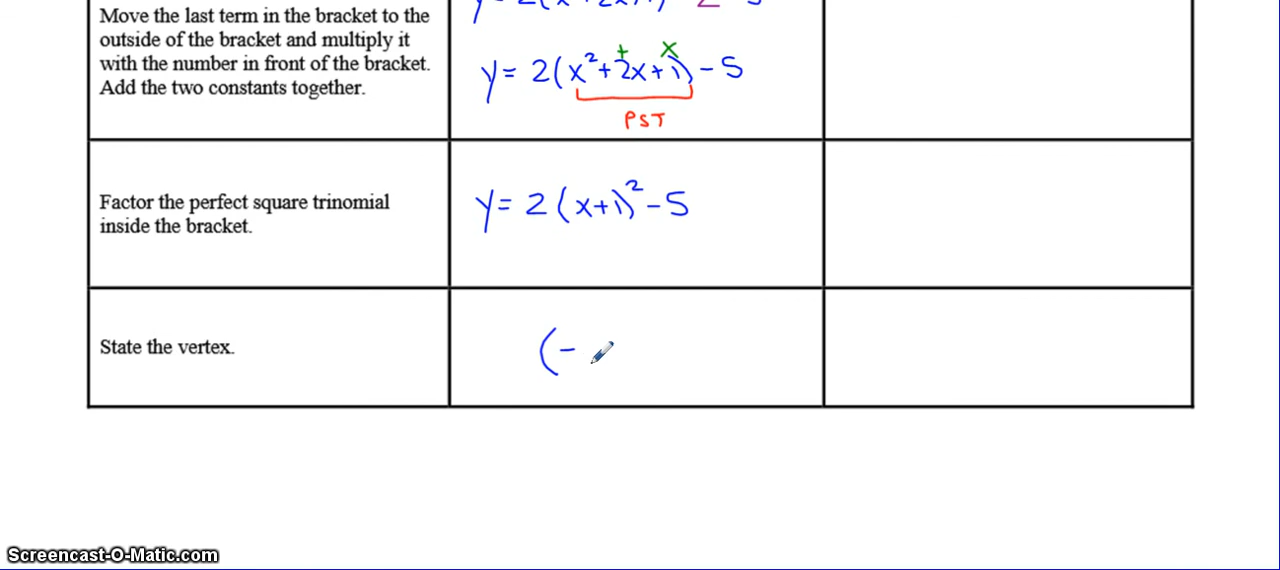 Move the last term in the bracket to the
outside of the bracket and multiply it
with the number in front of the bracket.
Add the two constants together.
y = 2(x²+2x+1) - 5
+ x
PST
Factor the perfect square trinomial
inside the bracket.
y = 2(x+1)² - 5
State the vertex.
(-
Screencast-O-Matic.com